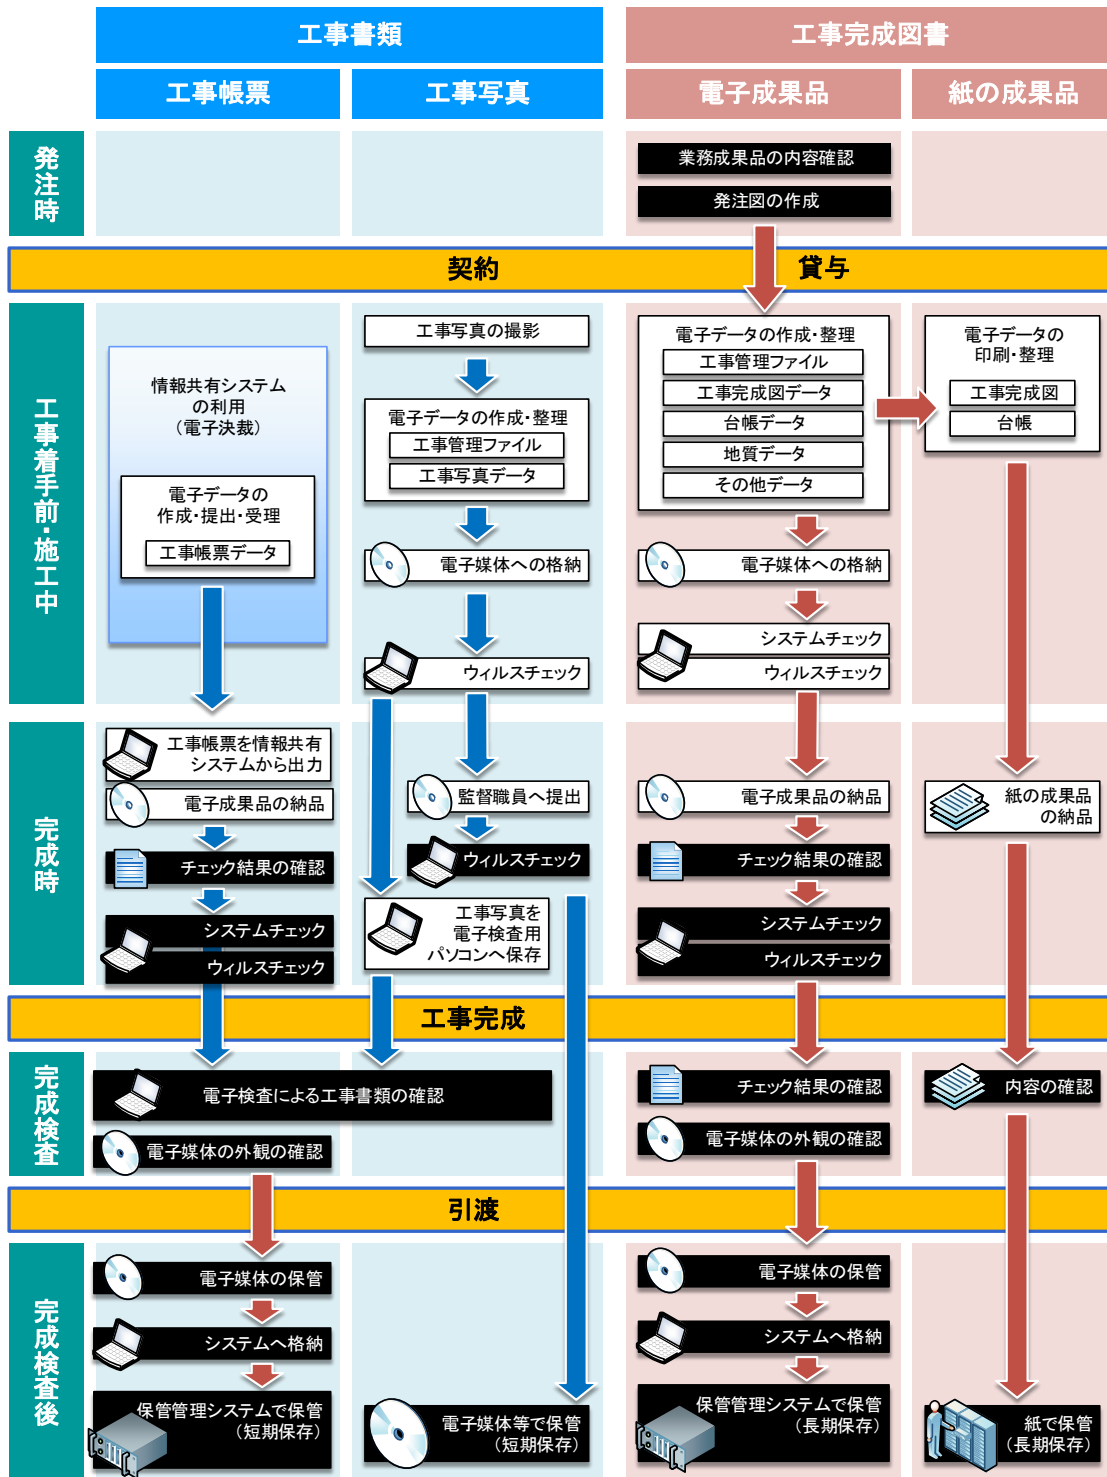 工事書類
工事完成図書
工事帳票
工事写真
電子成果品
紙の成果品
発注時
業務成果品の内容確認
発注図の作成
契約
貸与
工事着手前・施工中
情報共有システム
の利用
（電子決裁）
電子データの
作成・提出・受理
工事帳票データ
工事写真の撮影
電子データの作成・整理
工事管理ファイル
工事写真データ
電子媒体への格納
ウィルスチェック
電子データの作成・整理
工事管理ファイル
工事完成図データ
台帳データ
地質データ
その他データ
電子媒体への格納
システムチェック
ウィルスチェック
電子データの
印刷・整理
工事完成図
台帳
完成時
工事帳票を情報共有
システムから出力
電子成果品の納品
チェック結果の確認
システムチェック
ウィルスチェック
監督職員へ提出
ウィルスチェック
工事写真を
電子検査用
パソコンへ保存
電子成果品の納品
チェック結果の確認
システムチェック
ウィルスチェック
紙の成果品
の納品
工事完成
完成検査
電子検査による工事書類の確認
電子媒体の外観の確認
チェック結果の確認
電子媒体の外観の確認
内容の確認
引渡
完成検査後
電子媒体の保管
システムへ格納
保管管理システムで保管
（短期保存）
電子媒体等で保管
（短期保存）
電子媒体の保管
システムへ格納
保管管理システムで保管
（長期保存）
紙で保管
（長期保存）